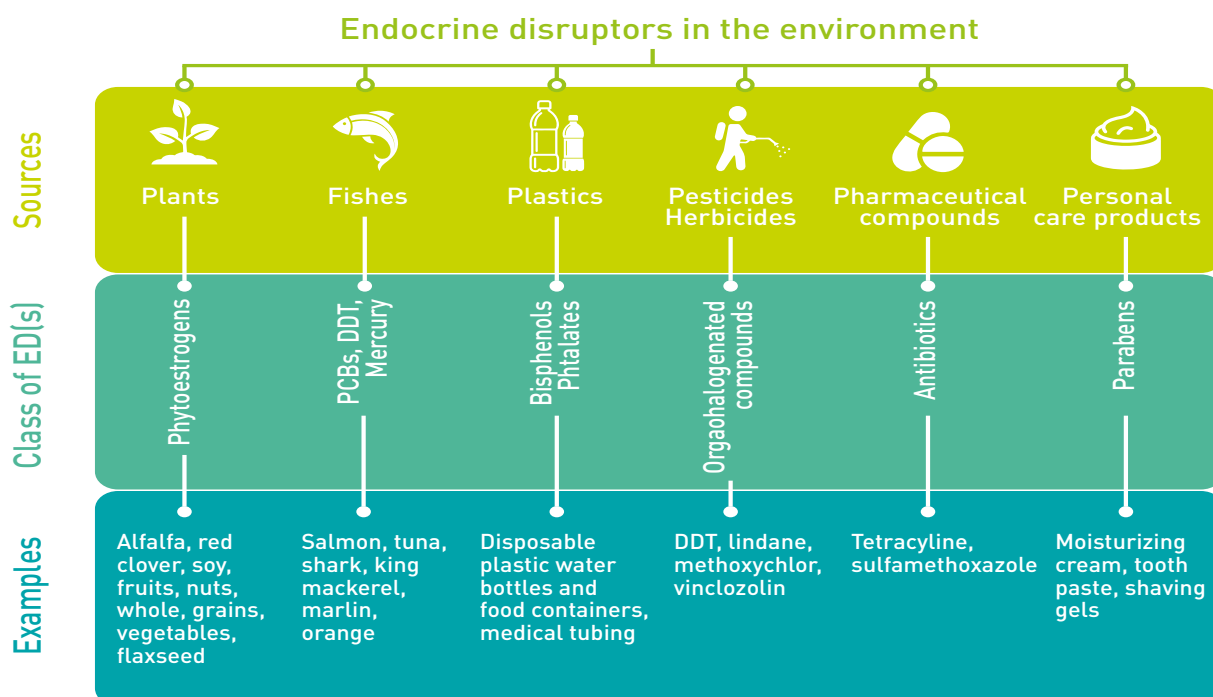 Endocrine disruptors in the environment
Sources
Plants
Fishes
Plastics
Pesticides
Herbicides
Pharmaceutical
compounds
Personal
care products
Class of ED(s)
Phytoestrogens
PCBs, DDT,
Mercury
Bisphenols
Phtalates
Orgaohalogenated
compounds
Antibiotics
Parabens
Examples
Alfalfa, red
clover, soy,
fruits, nuts,
whole, grains,
vegetables,
flaxseed
Salmon, tuna,
shark, king
mackerel,
marlin,
orange
Disposable
plastic water
bottles and
food containers,
medical tubing
DDT, lindane,
methoxychlor,
vinclozolin
Tetracyline,
sulfamethoxazole
Moisturizing
cream, tooth
paste, shaving
gels